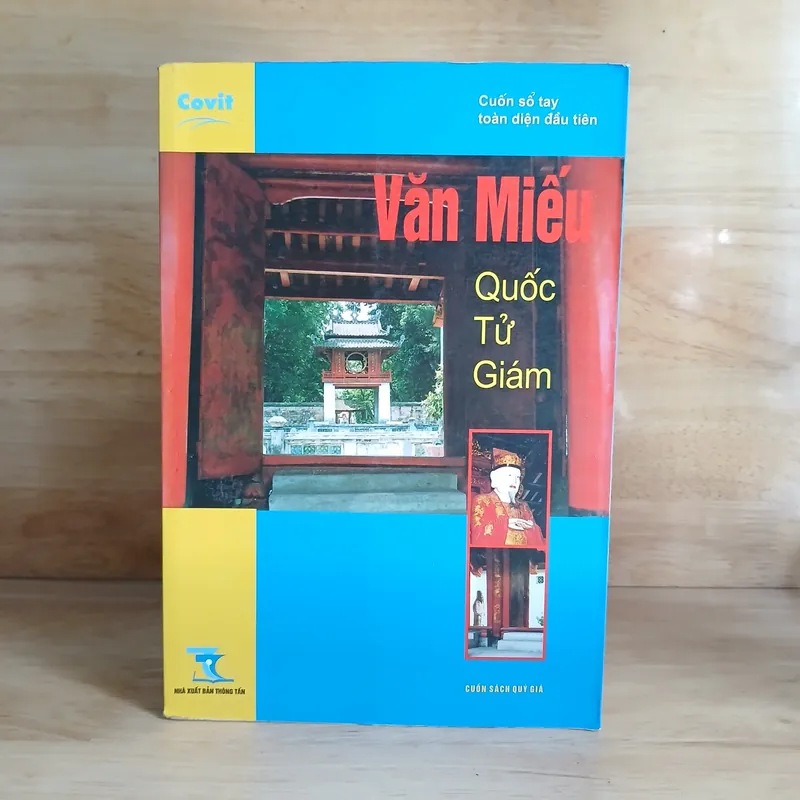 Covit
Cuốn sổ tay
toàn diện đầu tiên
Văn Miếu
Quốc
Tử
Giám
NHÀ XUẤT BẢN THÔNG TẤN
CUỐN SÁCH QUÝ GIÁ